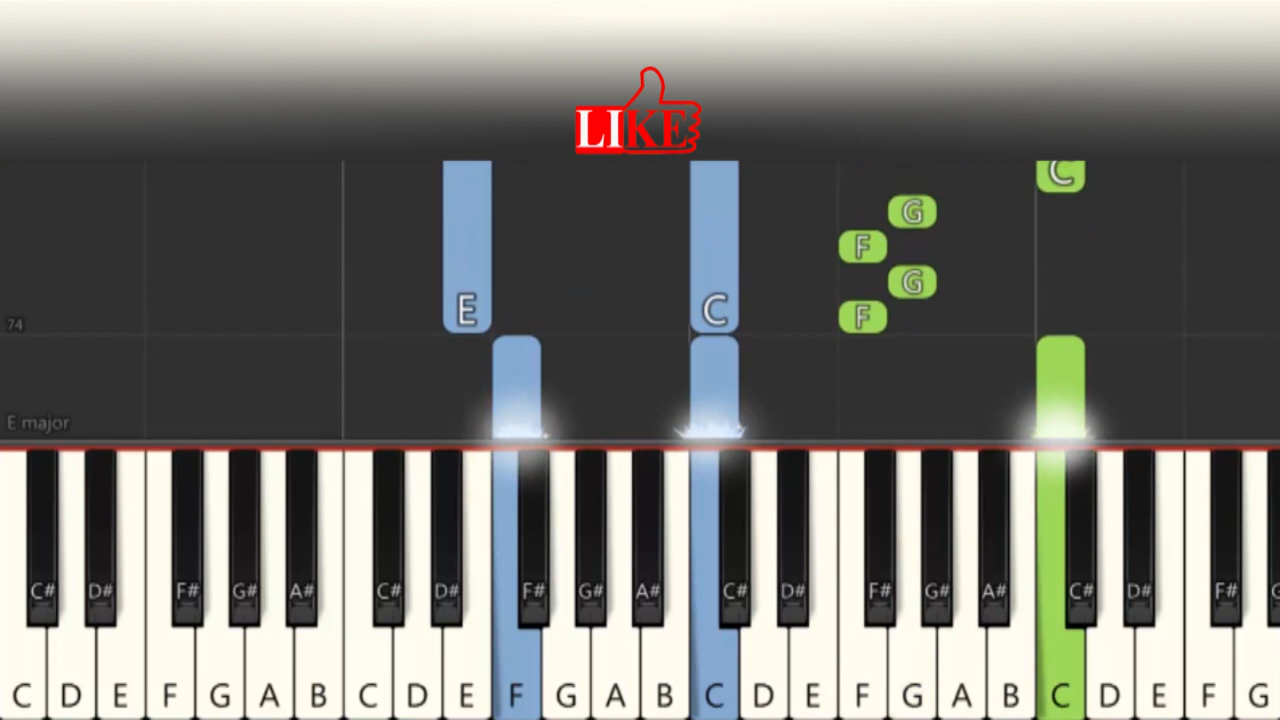 LIKE
C
G
F
G
E C F
74
E major
C# D# F# G# A# C# D# F# G# A# C# D# F# G# A# C# D# F# G
C D E F G A B C D E F G A B C D E F G A B C D E F G